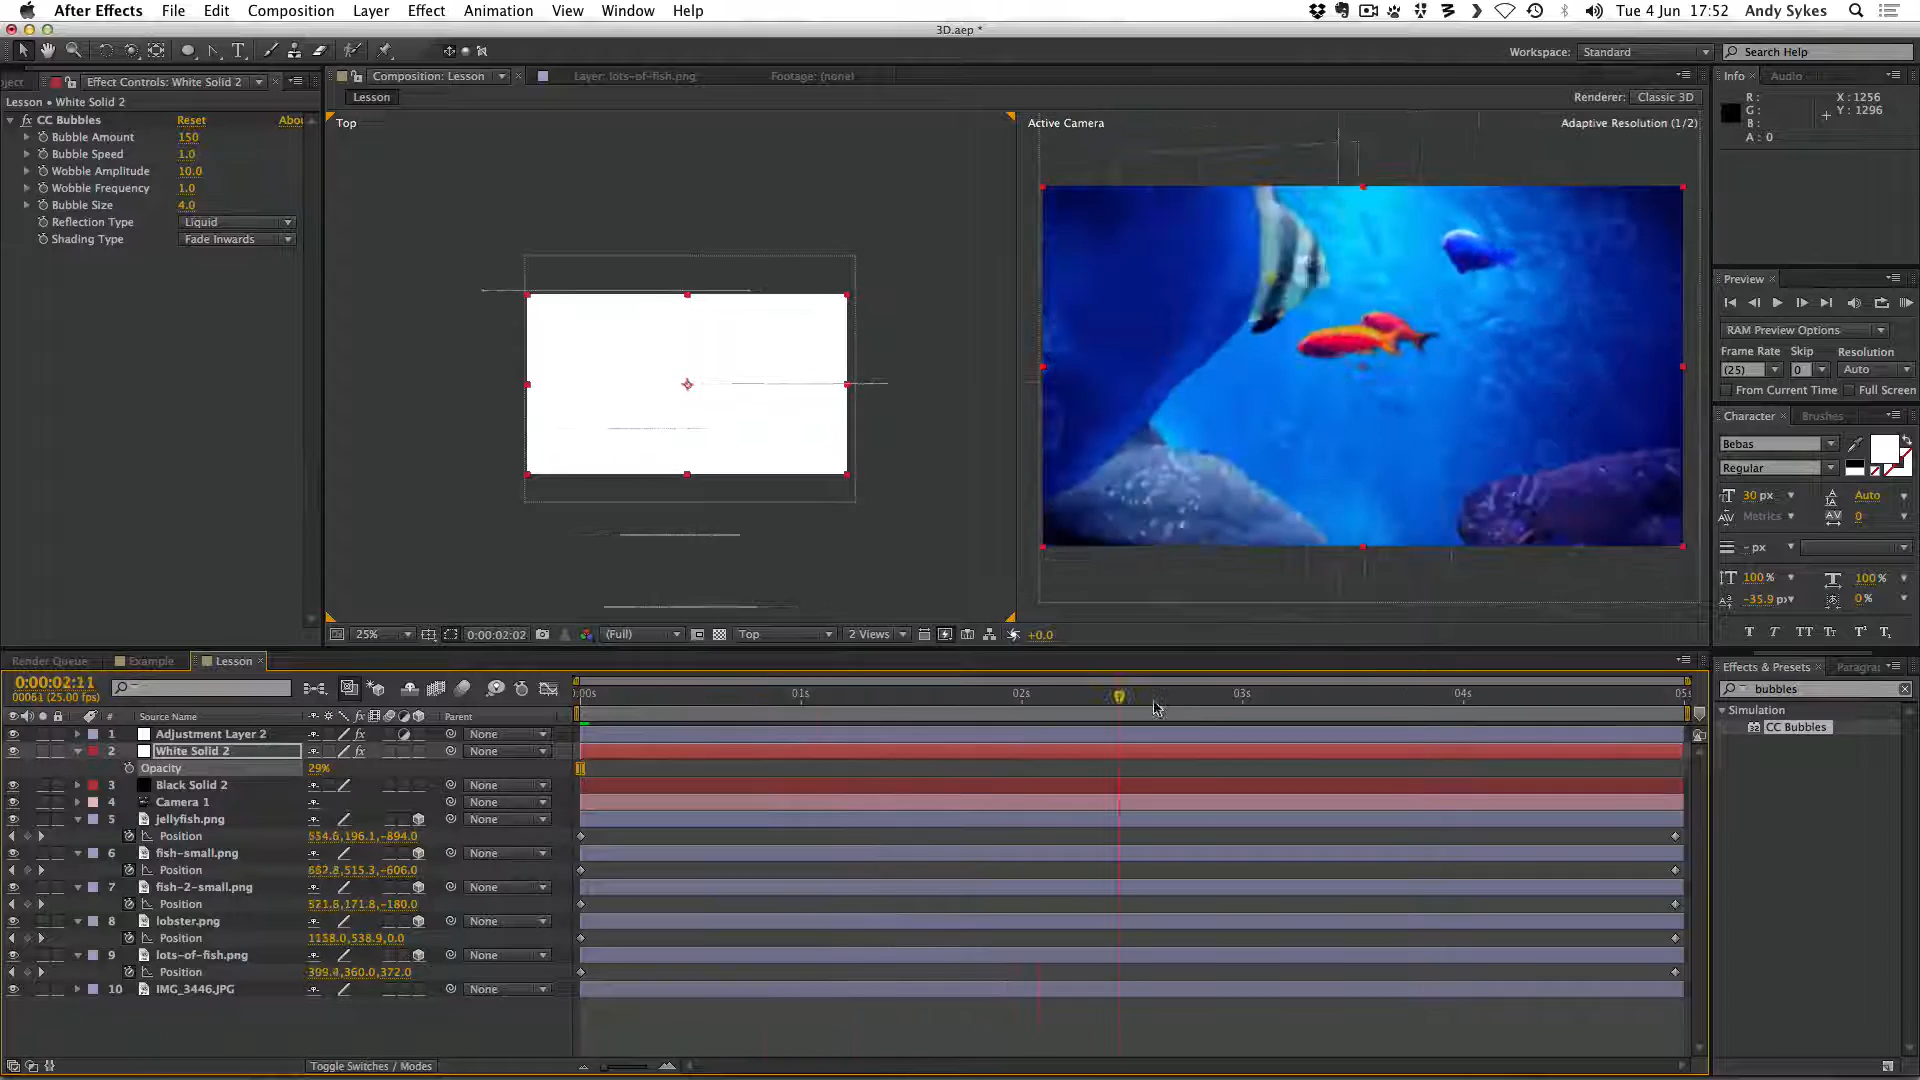 After Effects File Edit Composition Layer Effect Animation View Window Help Tue 4 Jun 17:52 Andy Sykes
3D.aep *
Workspace: Standard Search Help
Effect Controls: White Solid 2 Composition: Lesson Layer: lots-of-fish.png Footage: (none) Info Audio
Lesson • White Solid 2 Lesson Renderer: Classic 3D
R: X: 1256
G: Y: 1296
B:
A: 0
CC Bubbles Reset Abou
Bubble Amount 150
Bubble Speed 1.0
Wobble Amplitude 10.0
Wobble Frequency 1.0
Bubble Size 4.0
Reflection Type Liquid
Shading Type Fade Inwards
Top
Active Camera Adaptive Resolution (1/2)
Preview
RAM Preview Options
Frame Rate Skip Resolution
(25) 0 Auto
From Current Time Full Screen
Character Brushes
Bebas
Regular
30 px Auto
Metrics 0
- px
100 % 100 %
-35.9 px 0 %
25% 0:00:02:02 (Full) Top 2 Views +0.0
Render Queue Example Lesson
Effects & Presets Paragra
bubbles
Simulation
CC Bubbles
0:00:02:11
00061 (25.00 fps)
:00s 01s 02s 03s 04s 05s
# Source Name Parent
1 Adjustment Layer 2 None
2 White Solid 2 None
Opacity 29%
3 Black Solid 2 None
4 Camera 1 None
5 jellyfish.png None
Position 554.6,196.1,-894.0
6 fish-small.png None
Position 682.8,515.3,-606.0
7 fish-2-small.png None
Position 521.8,171.8,-180.0
8 lobster.png None
Position 1158.0,538.9,0.0
9 lots-of-fish.png None
Position 399.4,360.0,372.0
10 IMG_3446.JPG None
Toggle Switches / Modes